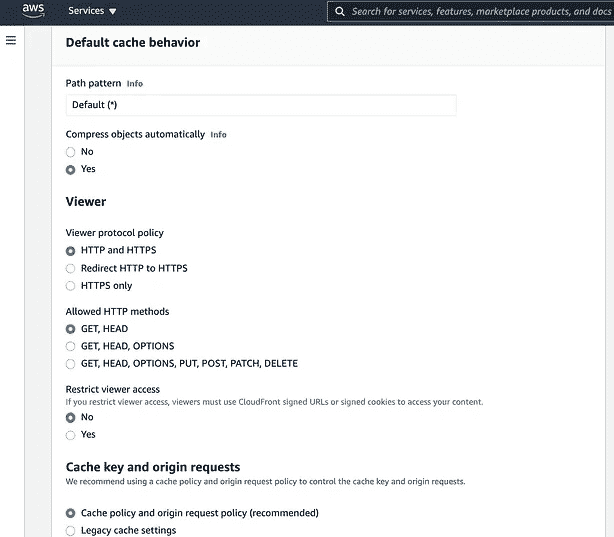 aws
Services ▼
Search for services, features, marketplace products, and docs
Default cache behavior
Path pattern Info
Default (*)
Compress objects automatically Info
No
Yes
Viewer
Viewer protocol policy
HTTP and HTTPS
Redirect HTTP to HTTPS
HTTPS only
Allowed HTTP methods
GET, HEAD
GET, HEAD, OPTIONS
GET, HEAD, OPTIONS, PUT, POST, PATCH, DELETE
Restrict viewer access
If you restrict viewer access, viewers must use CloudFront signed URLs or signed cookies to access your content.
No
Yes
Cache key and origin requests
We recommend using a cache policy and origin request policy to control the cache key and origin requests.
Cache policy and origin request policy (recommended)
Legacy cache settings